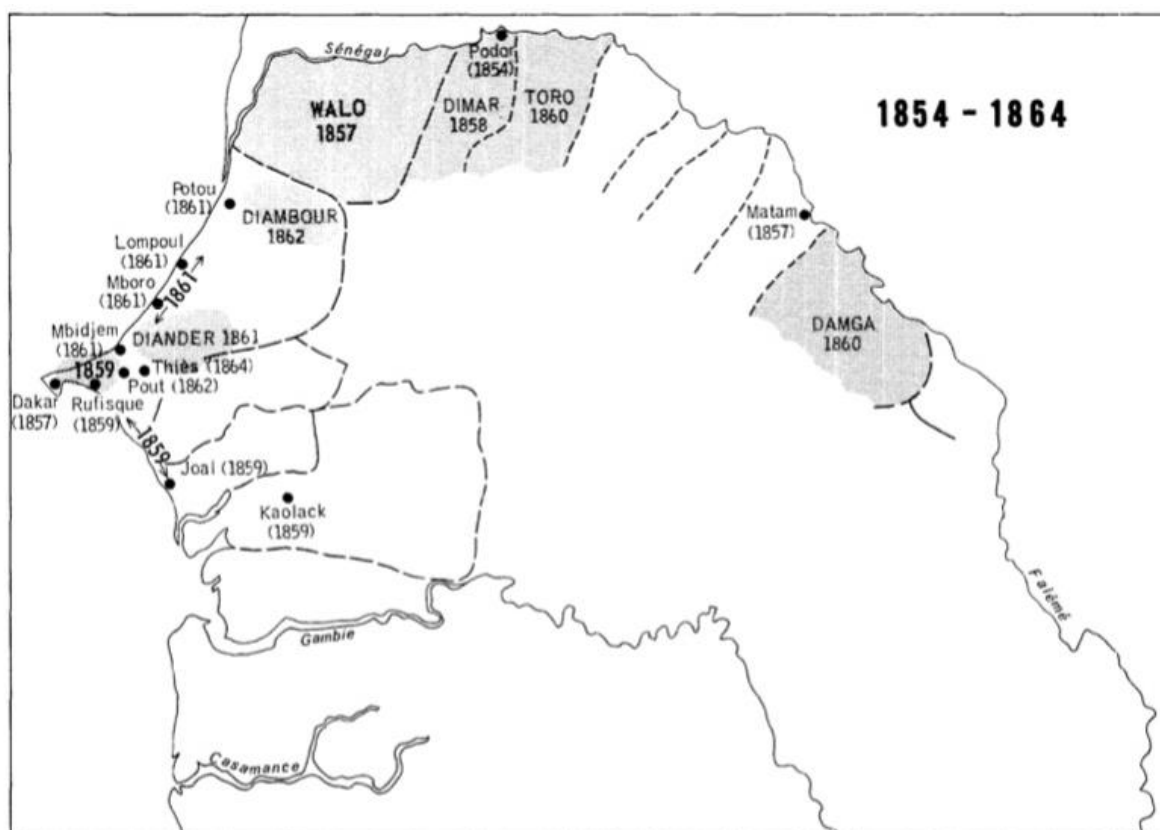 Sénégal
Podor
(1854)
WALO
1857
DIMAR
1858
TORO
1860
1854 - 1864
Potou
(1861)
DIAMBOUR
1862
Matam
(1857)
Lompoul
(1861)
1861
Mboro
(1861)
DAMGA
1860
Mbidjem
(1861)
DIANDER 1861
1859
Thiès (1864)
Pout (1862)
Dakar
(1857)
Rufisque
(1859)
1859
Joal (1859)
Kaolack
(1859)
Falémé
Gambie
Casamance